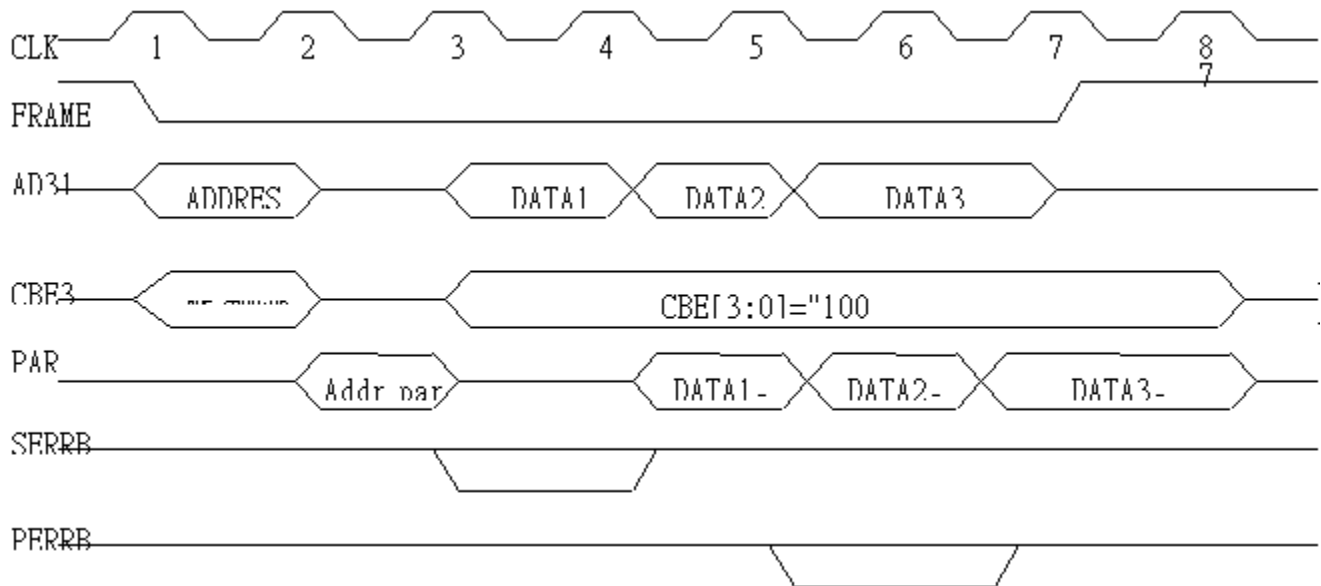 CLK 1 2 3 4 5 6 7 8
7
FRAME
AD31 ADDRES DATA1 DATA2 DATA3
CBE3 CBE[3:0]="100
PAR Addr par DATA1- DATA2- DATA3-
SERRB
PERRB